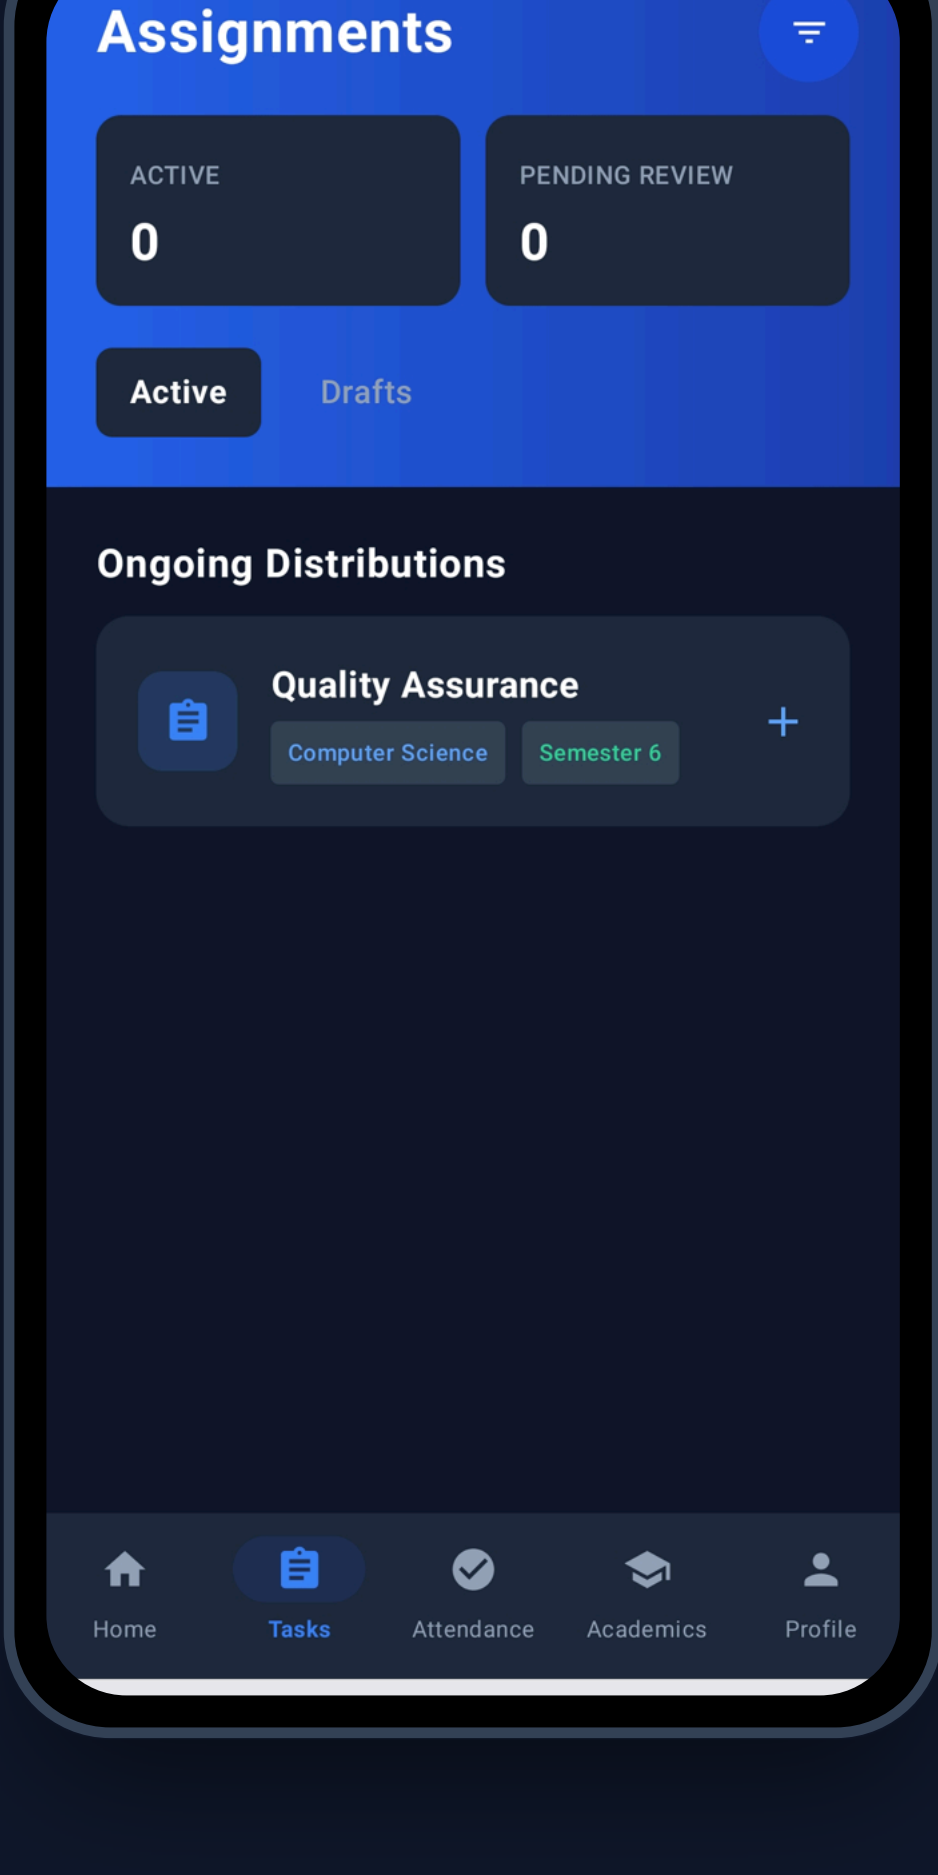 Assignments
ACTIVE
0
PENDING REVIEW
0
Active
Drafts
Ongoing Distributions
Quality Assurance
Computer Science
Semester 6
Home
Tasks
Attendance
Academics
Profile